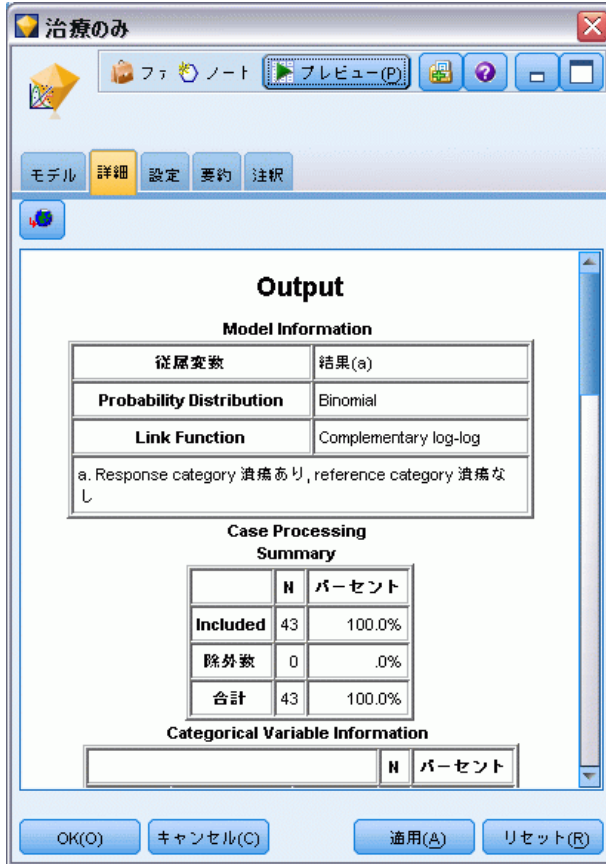 治療のみ
ファ ノート プレビュー(P)
モデル 詳細 設定 要約 注釈
Output
Model Information
従属変数 結果(a)
Probability Distribution Binomial
Link Function Complementary log-log
a. Response category 潰瘍あり, reference category 潰瘍な
し
Case Processing
Summary
N パーセント
Included 43 100.0%
除外数 0 .0%
合計 43 100.0%
Categorical Variable Information
N パーセント
OK(O) キャンセル(C) 適用(A) リセット(R)